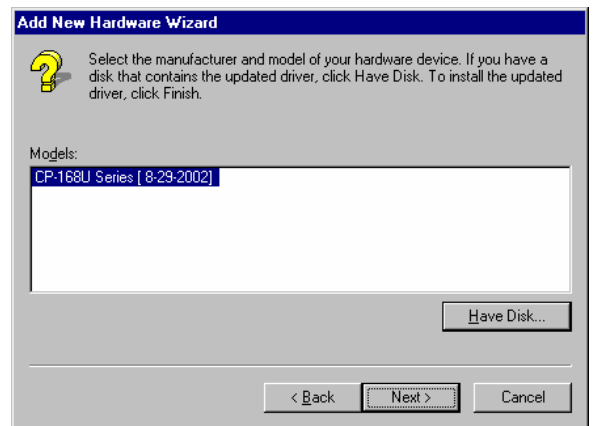 Add New Hardware Wizard
Select the manufacturer and model of your hardware device. If you have a
disk that contains the updated driver, click Have Disk. To install the updated
driver, click Finish.
Models:
CP-168U Series [ 8-29-2002]
Have Disk...
< Back
Next >
Cancel